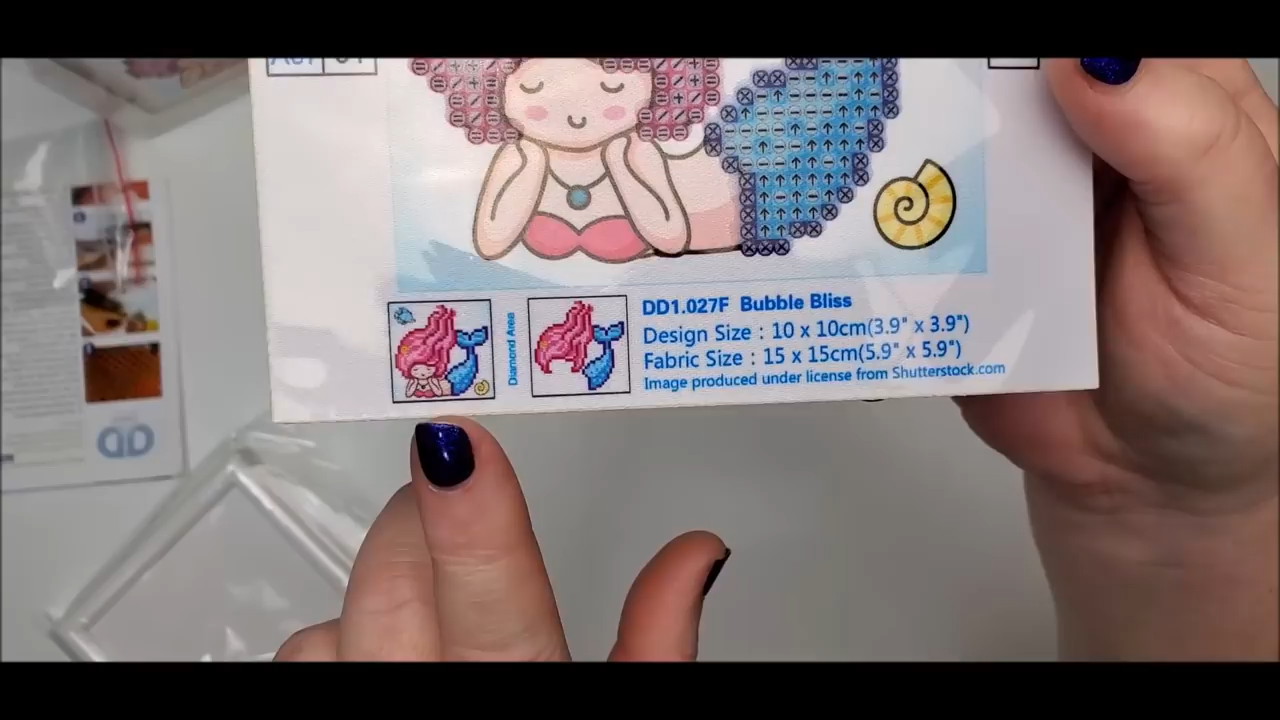 DD1.027F Bubble Bliss
Design Size : 10 x 10cm(3.9" x 3.9")
Diamond Area
Fabric Size : 15 x 15cm(5.9" x 5.9")
Image produced under license from Shutterstock.com
DD